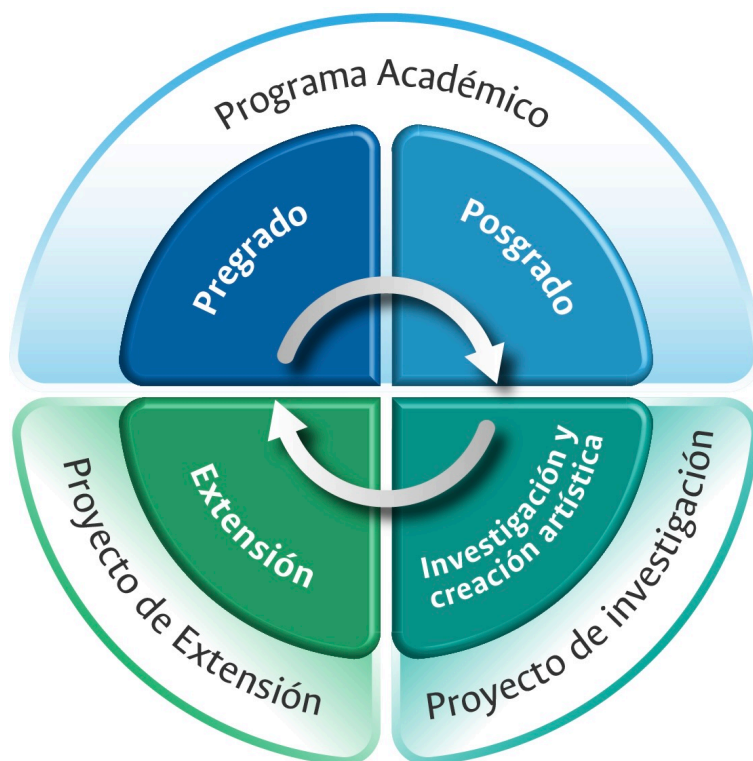 Programa Académico
Pregrado
Posgrado
Extensión
Investigación y
creación artística
Proyecto de Extensión
Proyecto de investigación